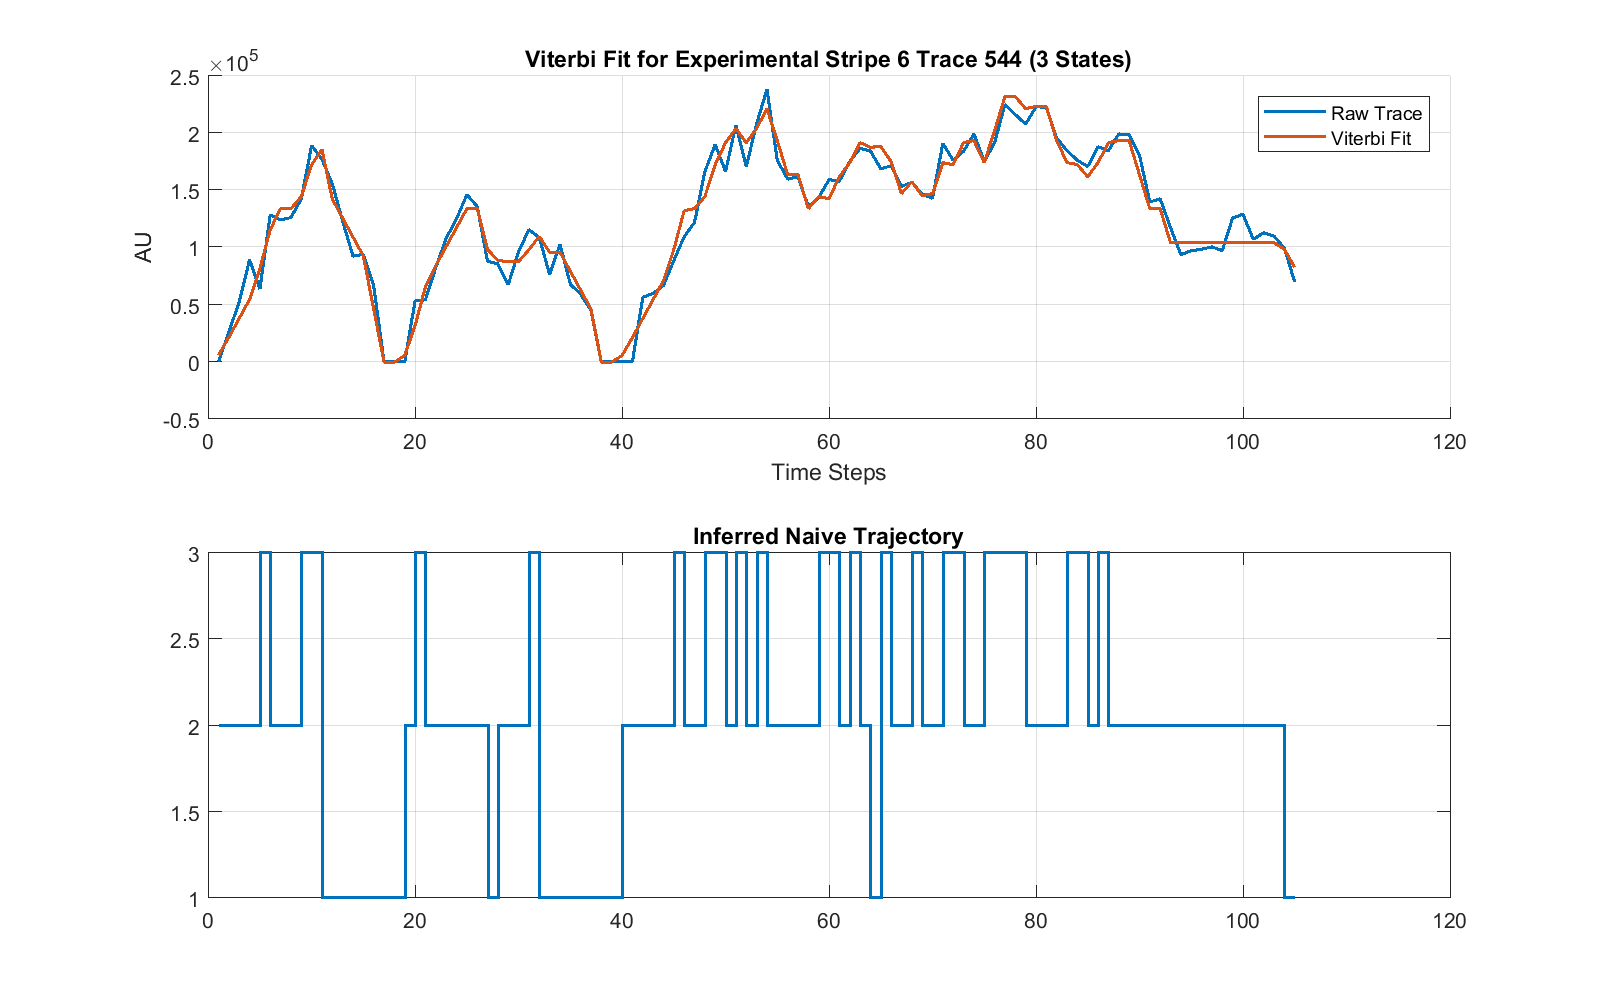 Viterbi Fit for Experimental Stripe 6 Trace 544 (3 States)
×10^5
2.5
2
1.5
1
0.5
0
-0.5
AU
Raw Trace
Viterbi Fit
0 20 40 60 80 100 120
Time Steps
Inferred Naive Trajectory
3
2.5
2
1.5
1
0 20 40 60 80 100 120